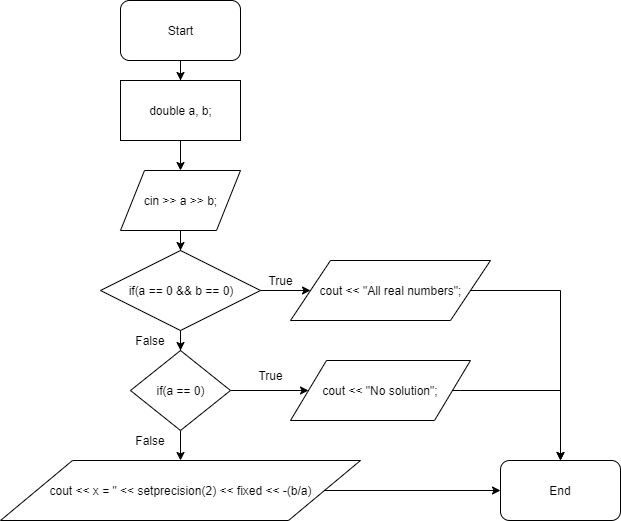 Start
double a, b;
cin >> a >> b;
if(a == 0 && b == 0)
True
cout << "All real numbers";
False
if(a == 0)
True
cout << "No solution";
False
cout << x = " << setprecision(2) << fixed << -(b/a)
End